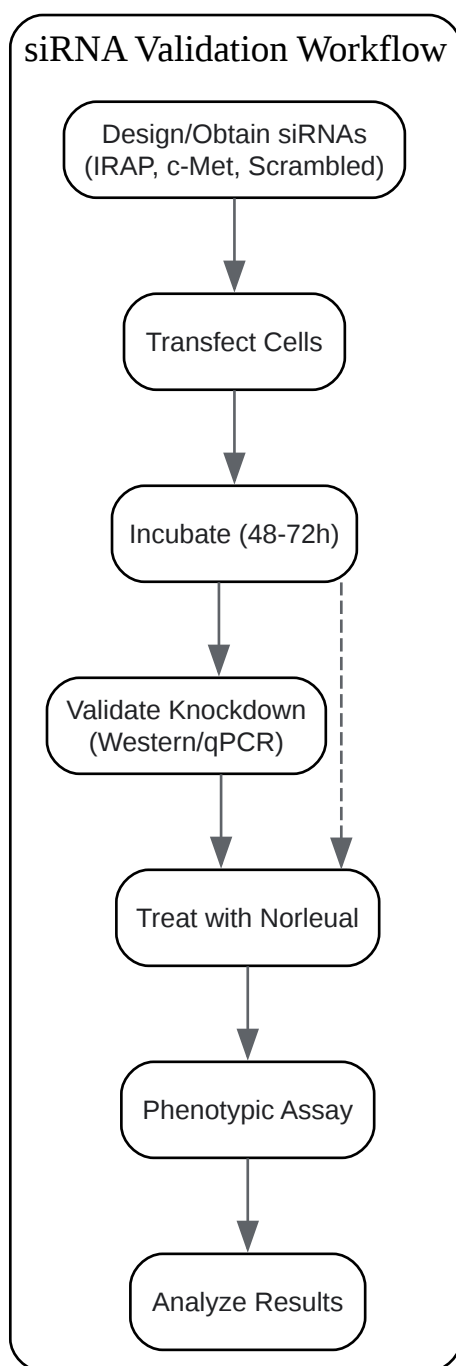 siRNA Validation Workflow
Design/Obtain siRNAs
(IRAP, c-Met, Scrambled)
Transfect Cells
Incubate (48-72h)
Validate Knockdown
(Western/qPCR)
Treat with Norleual
Phenotypic Assay
Analyze Results